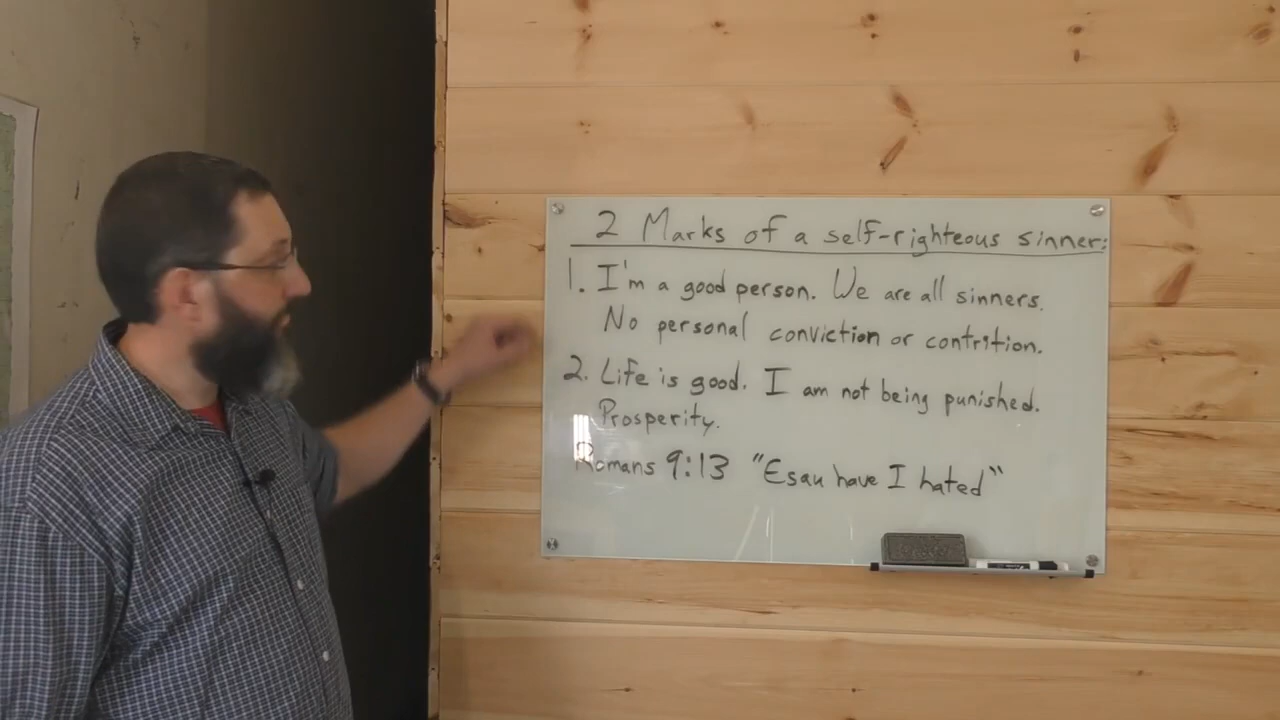 2 Marks of a self-righteous sinner:
1. I'm a good person. We are all sinners.
No personal conviction or contrition.
2. Life is good. I am not being punished.
Prosperity.
Romans 9:13 "Esau have I hated"